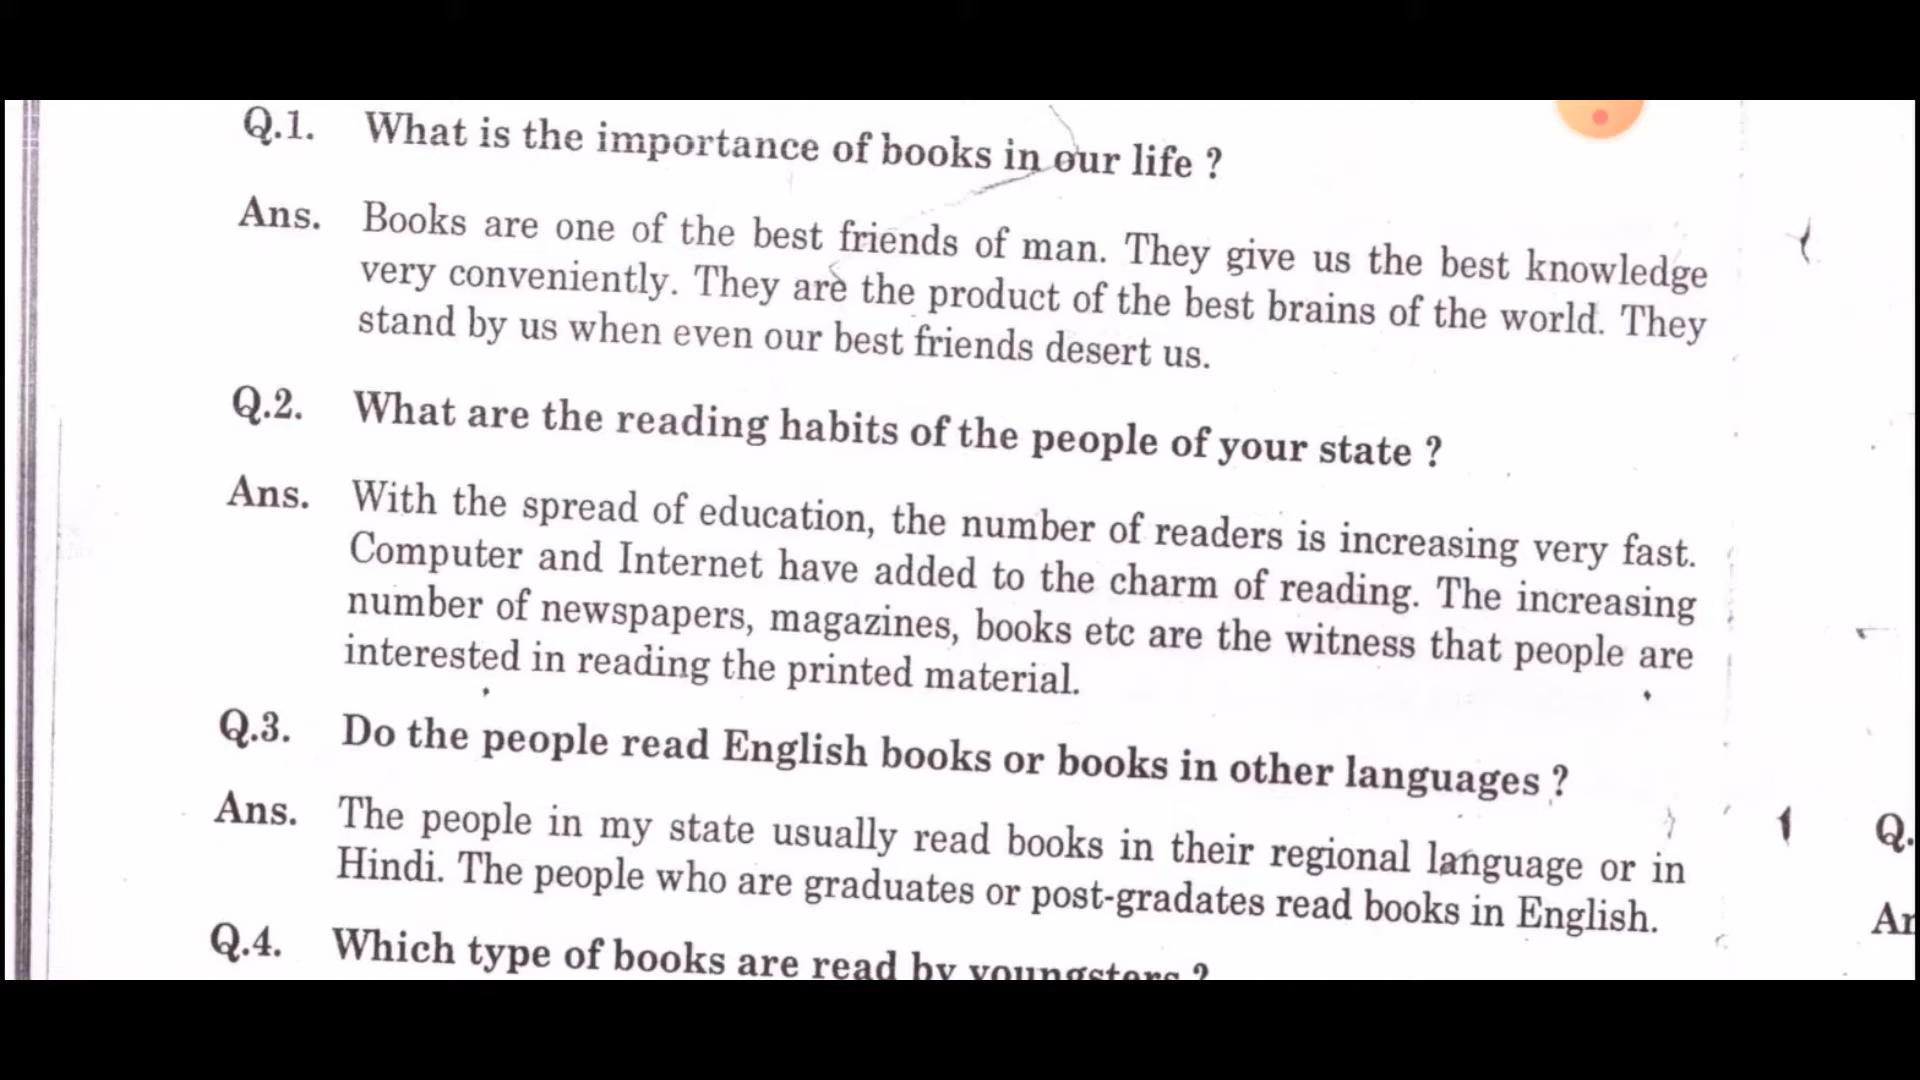 Q.1. What is the importance of books in our life ?
Ans. Books are one of the best friends of man. They give us the best knowledge
very conveniently. They are the product of the best brains of the world. They
stand by us when even our best friends desert us.
Q.2. What are the reading habits of the people of your state ?
Ans. With the spread of education, the number of readers is increasing very fast.
Computer and Internet have added to the charm of reading. The increasing
number of newspapers, magazines, books etc are the witness that people are
interested in reading the printed material.
Q.3. Do the people read English books or books in other languages ?
Ans. The people in my state usually read books in their regional language or in
Hindi. The people who are graduates or post-gradates read books in English.
Q.4. Which type of books are read by youngsters ?
Q.